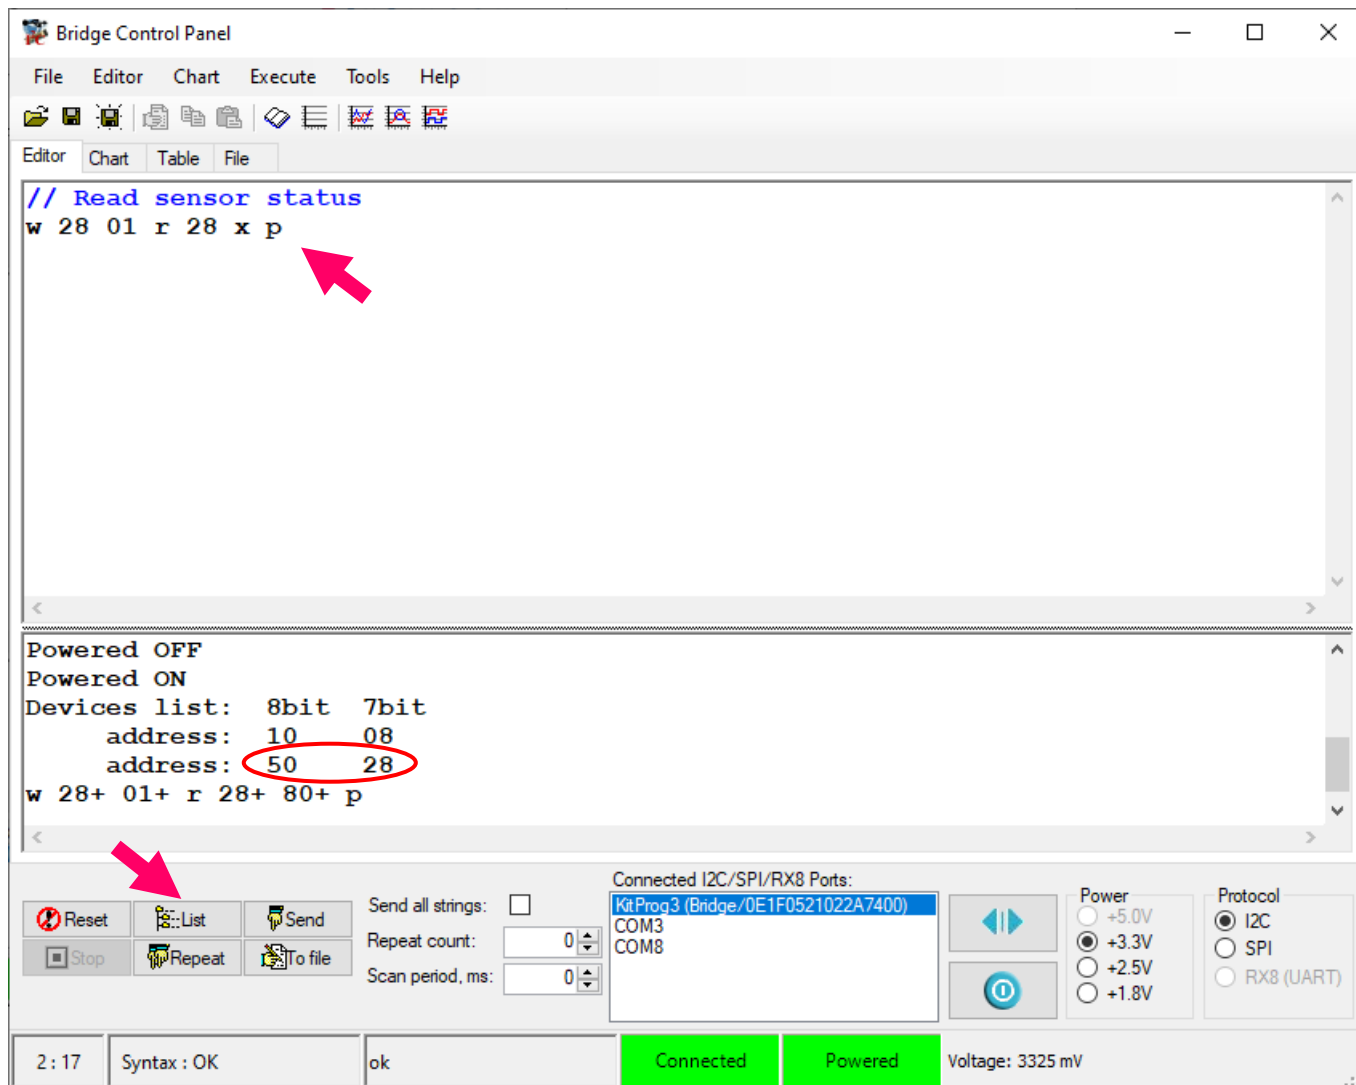 Bridge Control Panel
File Editor Chart Execute Tools Help
Editor Chart Table File
// Read sensor status
w 28 01 r 28 x p
Powered OFF
Powered ON
Devices list: 8bit 7bit
address: 10 08
address: 50 28
w 28+ 01+ r 28+ 80+ p
Connected I2C/SPI/RX8 Ports:
Reset List Send
Stop Repeat To file
Send all strings:
Repeat count: 0
Scan period, ms: 0
KitProg3 (Bridge/0E1F0521022A7400)
COM3
COM8
Power
+5.0V
+3.3V
+2.5V
+1.8V
Protocol
I2C
SPI
RX8 (UART)
2 : 17 Syntax : OK ok Connected Powered Voltage: 3325 mV